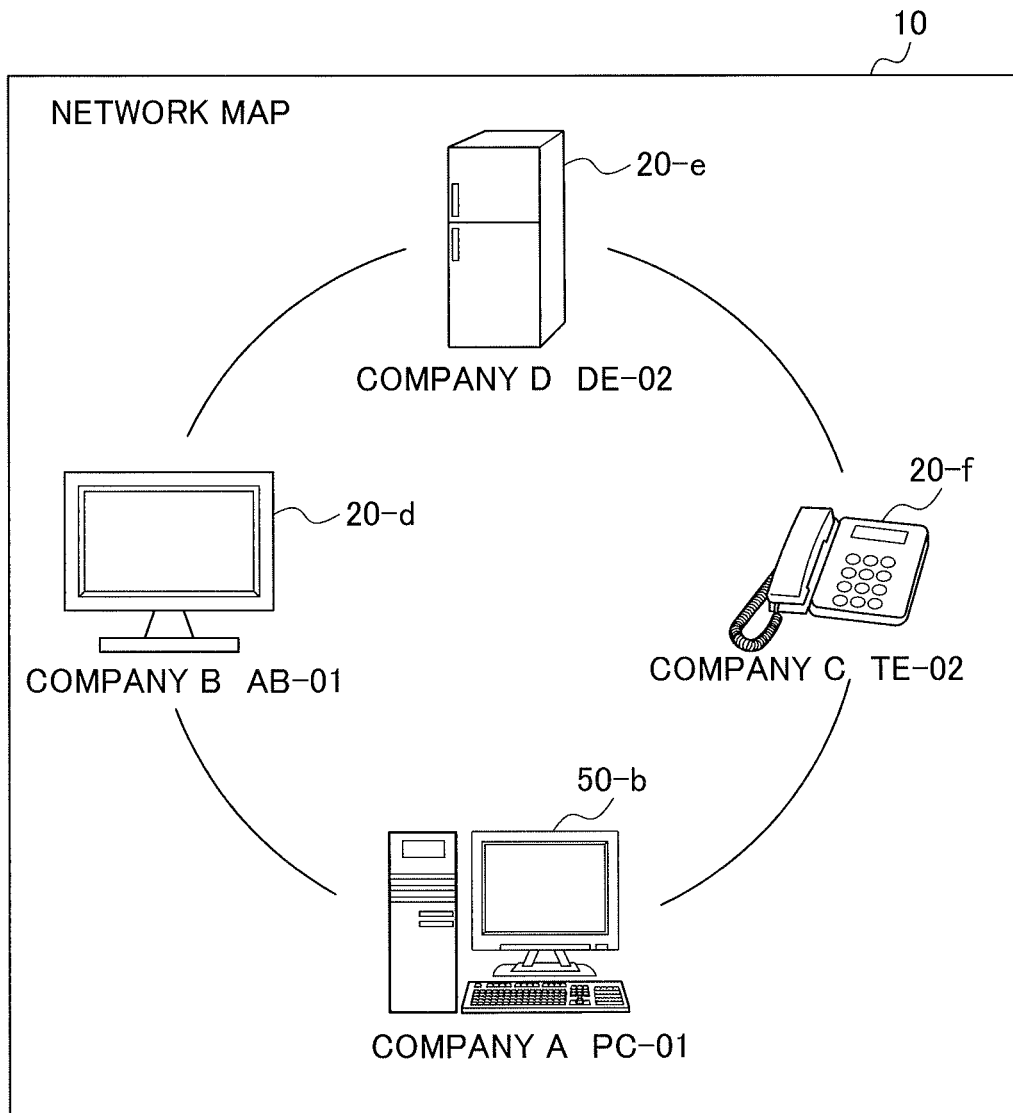 10
NETWORK MAP
20-e
COMPANY D DE-02
20-f
20-d
COMPANY C TE-02
COMPANY B AB-01
50-b
COMPANY A PC-01